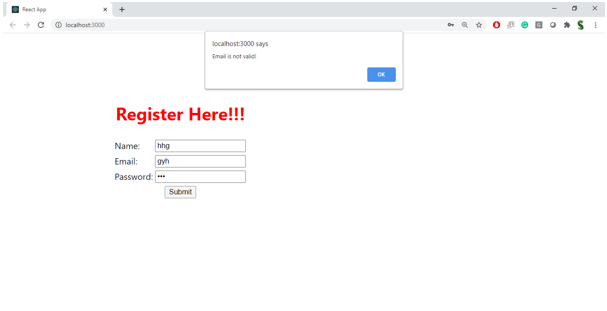 React App
localhost:3000
localhost:3000 says
Email is not valid!
OK
Register Here!!!
Name: hhg
Email: gyh
Password: •••
Submit